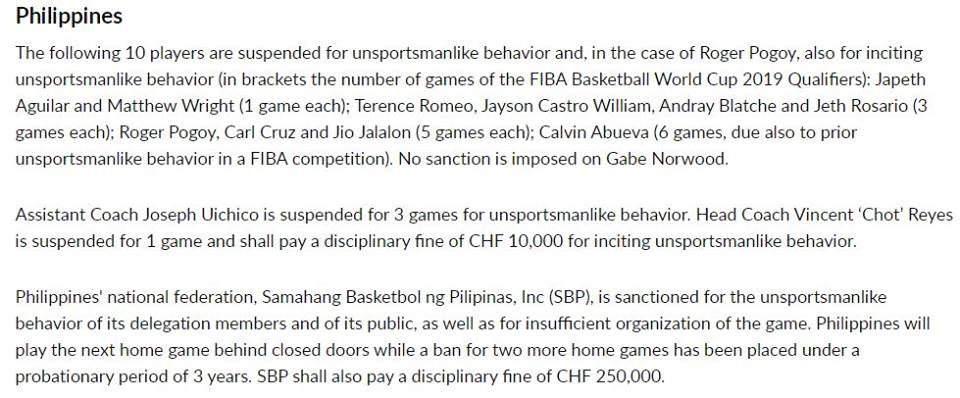 Philippines
The following 10 players are suspended for unsportsmanlike behavior and, in the case of Roger Pogoy, also for inciting
unsportsmanlike behavior (in brackets the number of games of the FIBA Basketball World Cup 2019 Qualifiers): Japeth
Aguilar and Matthew Wright (1 game each); Terence Romeo, Jayson Castro William, Andray Blatche and Jeth Rosario (3
games each); Roger Pogoy, Carl Cruz and Jio Jalalon (5 games each); Calvin Abueva (6 games, due also to prior
unsportsmanlike behavior in a FIBA competition). No sanction is imposed on Gabe Norwood.
Assistant Coach Joseph Uichico is suspended for 3 games for unsportsmanlike behavior. Head Coach Vincent ‘Chot’ Reyes
is suspended for 1 game and shall pay a disciplinary fine of CHF 10,000 for inciting unsportsmanlike behavior.
Philippines' national federation, Samahang Basketbol ng Pilipinas, Inc (SBP), is sanctioned for the unsportsmanlike
behavior of its delegation members and of its public, as well as for insufficient organization of the game. Philippines will
play the next home game behind closed doors while a ban for two more home games has been placed under a
probationary period of 3 years. SBP shall also pay a disciplinary fine of CHF 250,000.